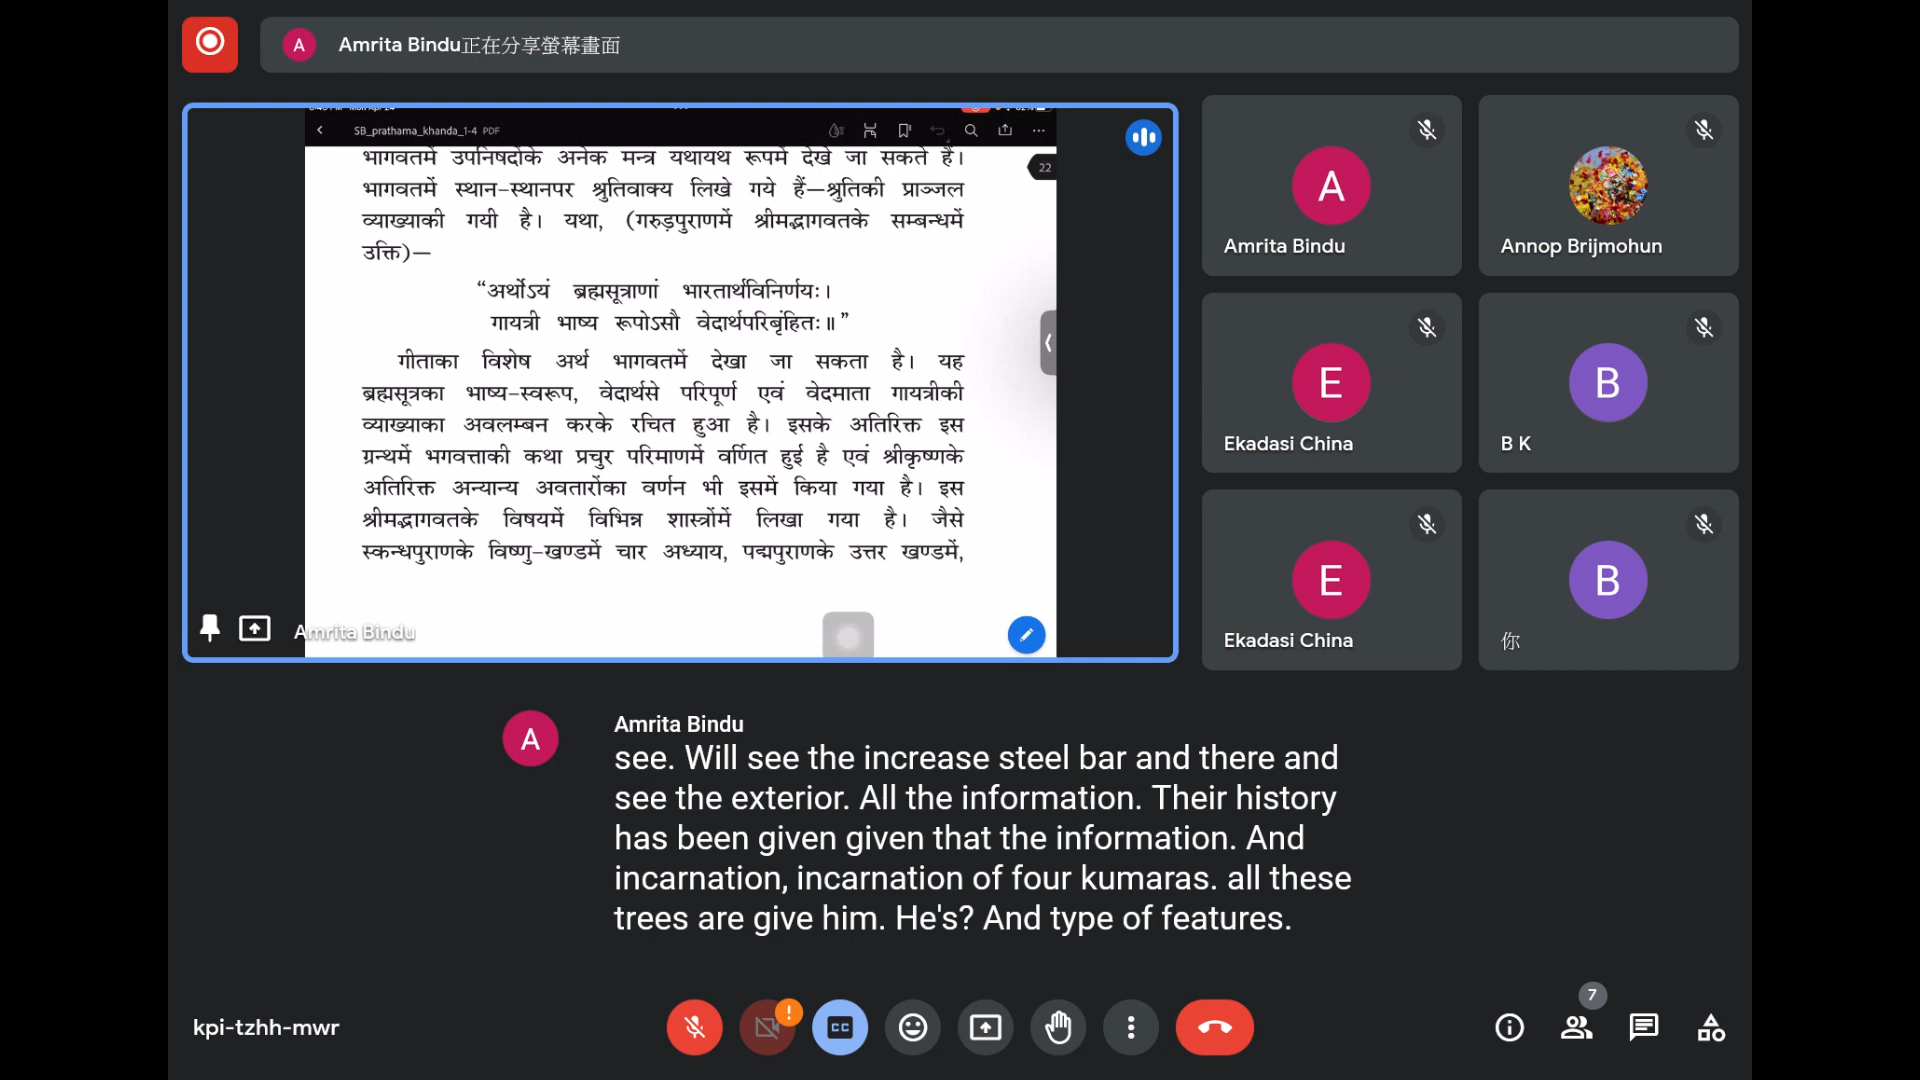 Amrita Bindu正在分享螢幕畫面
SB_prathama_khanda_1-4 PDF
22
भागवतमें उपनिषदोंके अनेक मन्त्र यथायथ रूपमें देखे जा सकते हैं।
भागवतमें स्थान-स्थानपर श्रुतिवाक्य लिखे गये हैं—श्रुतिकी प्राञ्जल
व्याख्याकी गयी है। यथा, (गरुड़पुराणमें श्रीमद्भागवतके सम्बन्धमें
उक्ति)—
“अर्थोऽयं ब्रह्मसूत्राणां भारतार्थविनिर्णयः।
गायत्री भाष्य रूपोऽसौ वेदार्थपरिबृंहितः॥”
गीताका विशेष अर्थ भागवतमें देखा जा सकता है। यह
ब्रह्मसूत्रका भाष्य-स्वरूप, वेदार्थसे परिपूर्ण एवं वेदमाता गायत्रीकी
व्याख्याका अवलम्बन करके रचित हुआ है। इसके अतिरिक्त इस
ग्रन्थमें भगवत्ताकी कथा प्रचुर परिमाणमें वर्णित हुई है एवं श्रीकृष्णके
अतिरिक्त अन्यान्य अवतारोंका वर्णन भी इसमें किया गया है। इस
श्रीमद्भागवतके विषयमें विभिन्न शास्त्रोंमें लिखा गया है। जैसे
स्कन्धपुराणके विष्णु-खण्डमें चार अध्याय, पद्मपुराणके उत्तर खण्डमें,
Amrita Bindu
A
Amrita Bindu
Annop Brijmohun
E
Ekadasi China
B
B K
E
Ekadasi China
B
你
A
Amrita Bindu
see. Will see the increase steel bar and there and
see the exterior. All the information. Their history
has been given given that the information. And
incarnation, incarnation of four kumaras. all these
trees are give him. He's? And type of features.
kpi-tzhh-mwr
!
CC
7